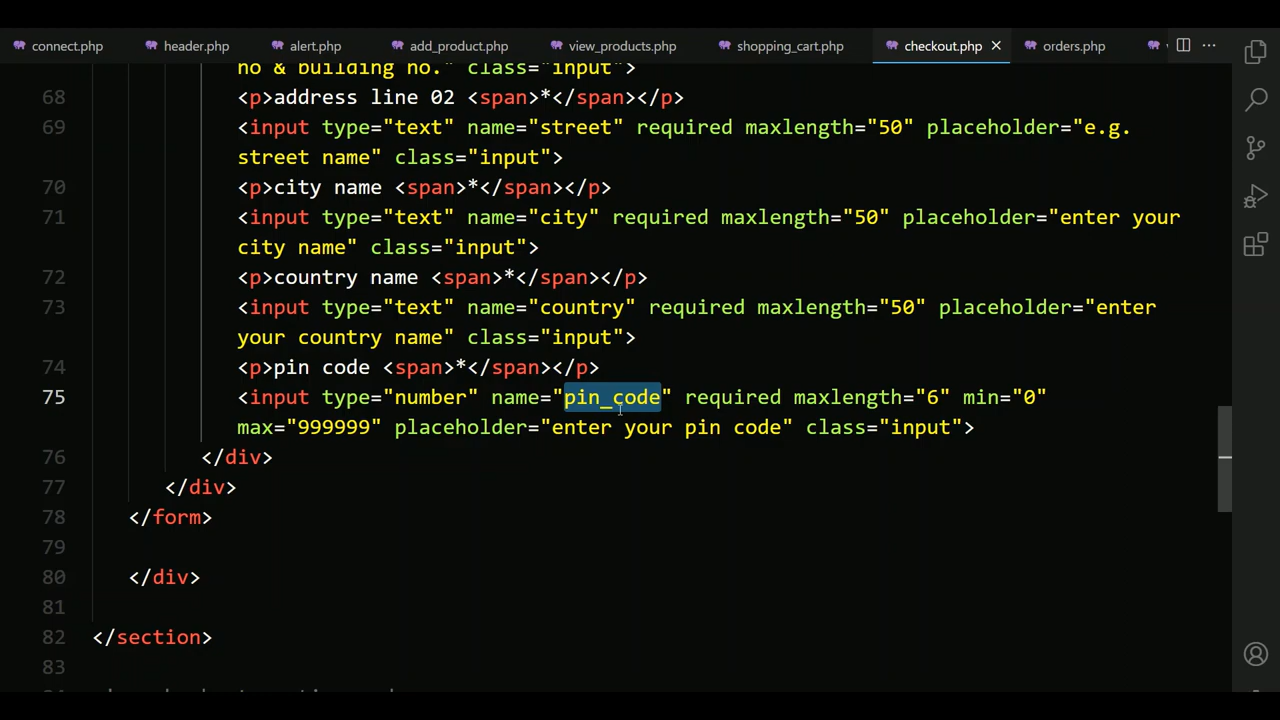 connect.php header.php alert.php add_product.php view_products.php shopping_cart.php checkout.php × orders.php ···
no & building no." class="input">
68 <p>address line 02 <span>*</span></p>
69 <input type="text" name="street" required maxlength="50" placeholder="e.g.
street name" class="input">
70 <p>city name <span>*</span></p>
71 <input type="text" name="city" required maxlength="50" placeholder="enter your
city name" class="input">
72 <p>country name <span>*</span></p>
73 <input type="text" name="country" required maxlength="50" placeholder="enter
your country name" class="input">
74 <p>pin code <span>*</span></p>
75 <input type="number" name="pin_code" required maxlength="6" min="0"
max="999999" placeholder="enter your pin code" class="input">
76 </div>
77 </div>
78 </form>
79
80 </div>
81
82 </section>
83